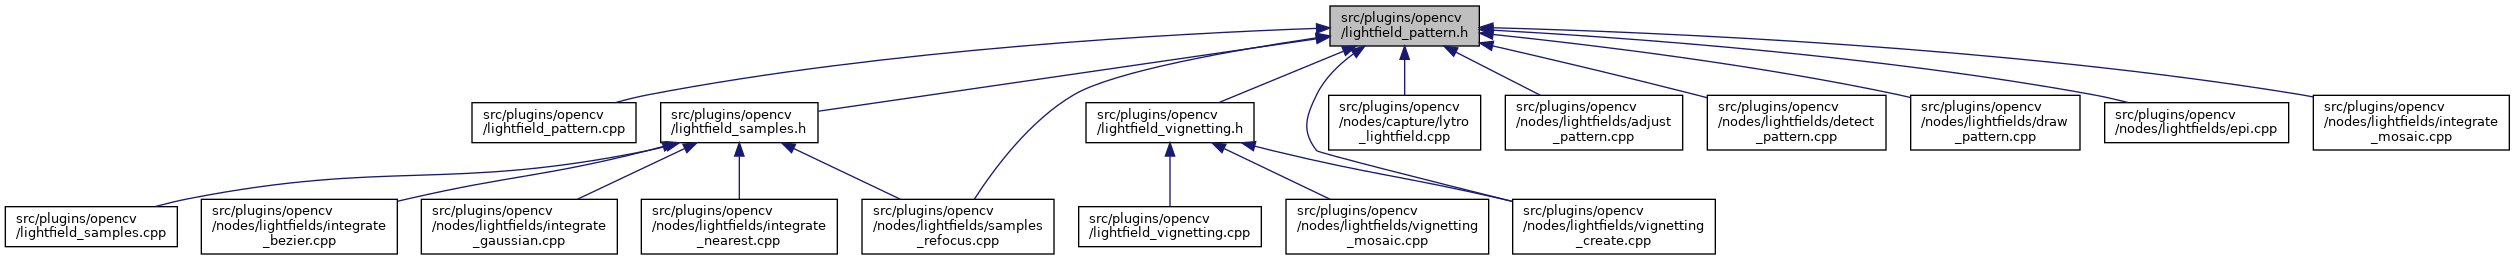 src/plugins/opencv
/lightfield_pattern.h
src/plugins/opencv
/lightfield_pattern.cpp
src/plugins/opencv
/lightfield_samples.h
src/plugins/opencv
/lightfield_vignetting.h
src/plugins/opencv
/nodes/capture/lytro
_lightfield.cpp
src/plugins/opencv
/nodes/lightfields/adjust
_pattern.cpp
src/plugins/opencv
/nodes/lightfields/detect
_pattern.cpp
src/plugins/opencv
/nodes/lightfields/draw
_pattern.cpp
src/plugins/opencv
/nodes/lightfields/epi.cpp
src/plugins/opencv
/nodes/lightfields/integrate
_mosaic.cpp
src/plugins/opencv
/lightfield_samples.cpp
src/plugins/opencv
/nodes/lightfields/integrate
_bezier.cpp
src/plugins/opencv
/nodes/lightfields/integrate
_gaussian.cpp
src/plugins/opencv
/nodes/lightfields/integrate
_nearest.cpp
src/plugins/opencv
/nodes/lightfields/samples
_refocus.cpp
src/plugins/opencv
/lightfield_vignetting.cpp
src/plugins/opencv
/nodes/lightfields/vignetting
_mosaic.cpp
src/plugins/opencv
/nodes/lightfields/vignetting
_create.cpp